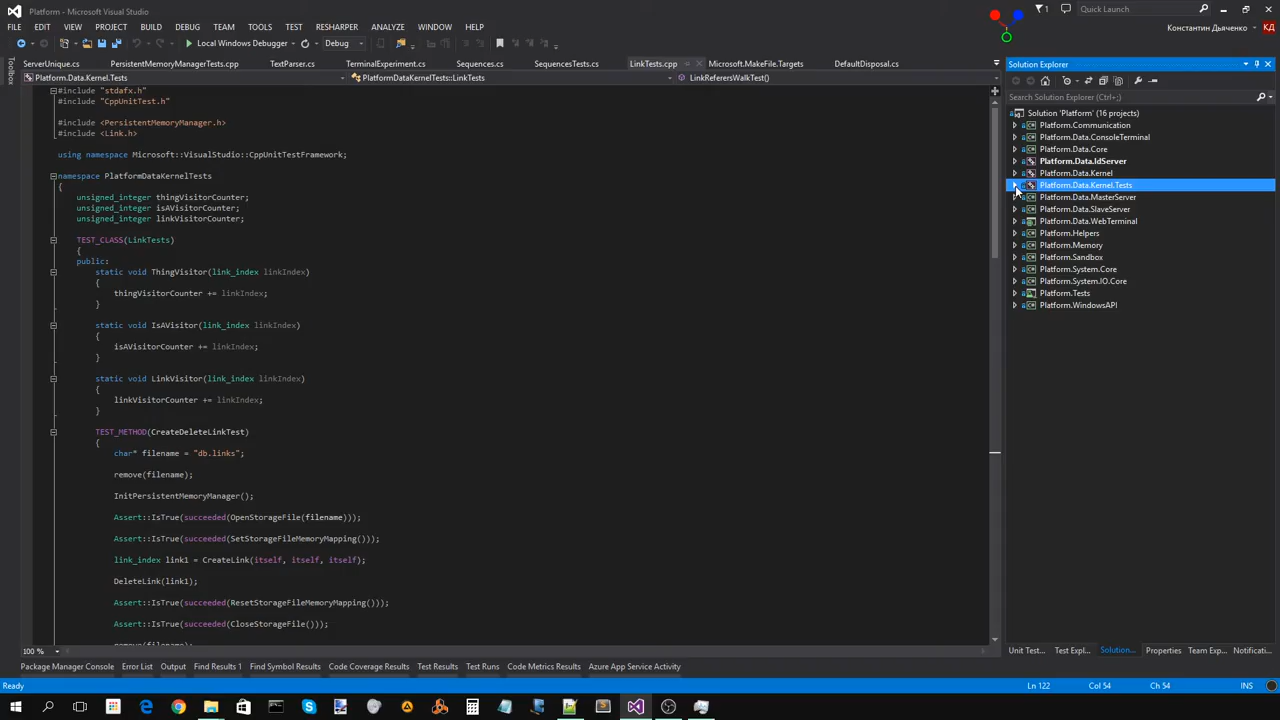 Platform - Microsoft Visual Studio
1
Quick Launch (Ctrl+Q)
FILE EDIT VIEW PROJECT BUILD DEBUG TEAM TOOLS TEST RESHARPER ANALYZE WINDOW HELP
Константин Дьяченко КД
Local Windows Debugger Debug
Toolbox
ServerUnique.cs PersistentMemoryManagerTests.cpp TextParser.cs TerminalExperiment.cs Sequences.cs SequencesTests.cs LinkTests.cpp Microsoft.MakeFile.Targets DefaultDisposal.cs
Platform.Data.Kernel.Tests PlatformDataKernelTests::LinkTests LinkReferersWalkTest()
#include "stdafx.h"
#include "CppUnitTest.h"
#include <PersistentMemoryManager.h>
#include <Link.h>
using namespace Microsoft::VisualStudio::CppUnitTestFramework;
namespace PlatformDataKernelTests
{
unsigned_integer thingVisitorCounter;
unsigned_integer isAVisitorCounter;
unsigned_integer linkVisitorCounter;
TEST_CLASS(LinkTests)
{
public:
static void ThingVisitor(link_index linkIndex)
{
thingVisitorCounter += linkIndex;
}
static void IsAVisitor(link_index linkIndex)
{
isAVisitorCounter += linkIndex;
}
static void LinkVisitor(link_index linkIndex)
{
linkVisitorCounter += linkIndex;
}
TEST_METHOD(CreateDeleteLinkTest)
{
char* filename = "db.links";
remove(filename);
InitPersistentMemoryManager();
Assert::IsTrue(succeeded(OpenStorageFile(filename)));
Assert::IsTrue(succeeded(SetStorageFileMemoryMapping()));
link_index link1 = CreateLink(itself, itself, itself);
DeleteLink(link1);
Assert::IsTrue(succeeded(ResetStorageFileMemoryMapping()));
Assert::IsTrue(succeeded(CloseStorageFile()));
remove(filename);
100 %
Solution Explorer
Search Solution Explorer (Ctrl+;)
Solution 'Platform' (16 projects)
Platform.Communication
Platform.Data.ConsoleTerminal
Platform.Data.Core
Platform.Data.IdServer
Platform.Data.Kernel
Platform.Data.Kernel.Tests
Platform.Data.MasterServer
Platform.Data.SlaveServer
Platform.Data.WebTerminal
Platform.Helpers
Platform.Memory
Platform.Sandbox
Platform.System.Core
Platform.System.IO.Core
Platform.Tests
Platform.WindowsAPI
Unit Test... Test Expl... Solution... Properties Team Exp... Notificati...
Package Manager Console Error List Output Find Results 1 Find Symbol Results Code Coverage Results Test Results Test Runs Code Metrics Results Azure App Service Activity
Ready Ln 122 Col 54 Ch 54 INS